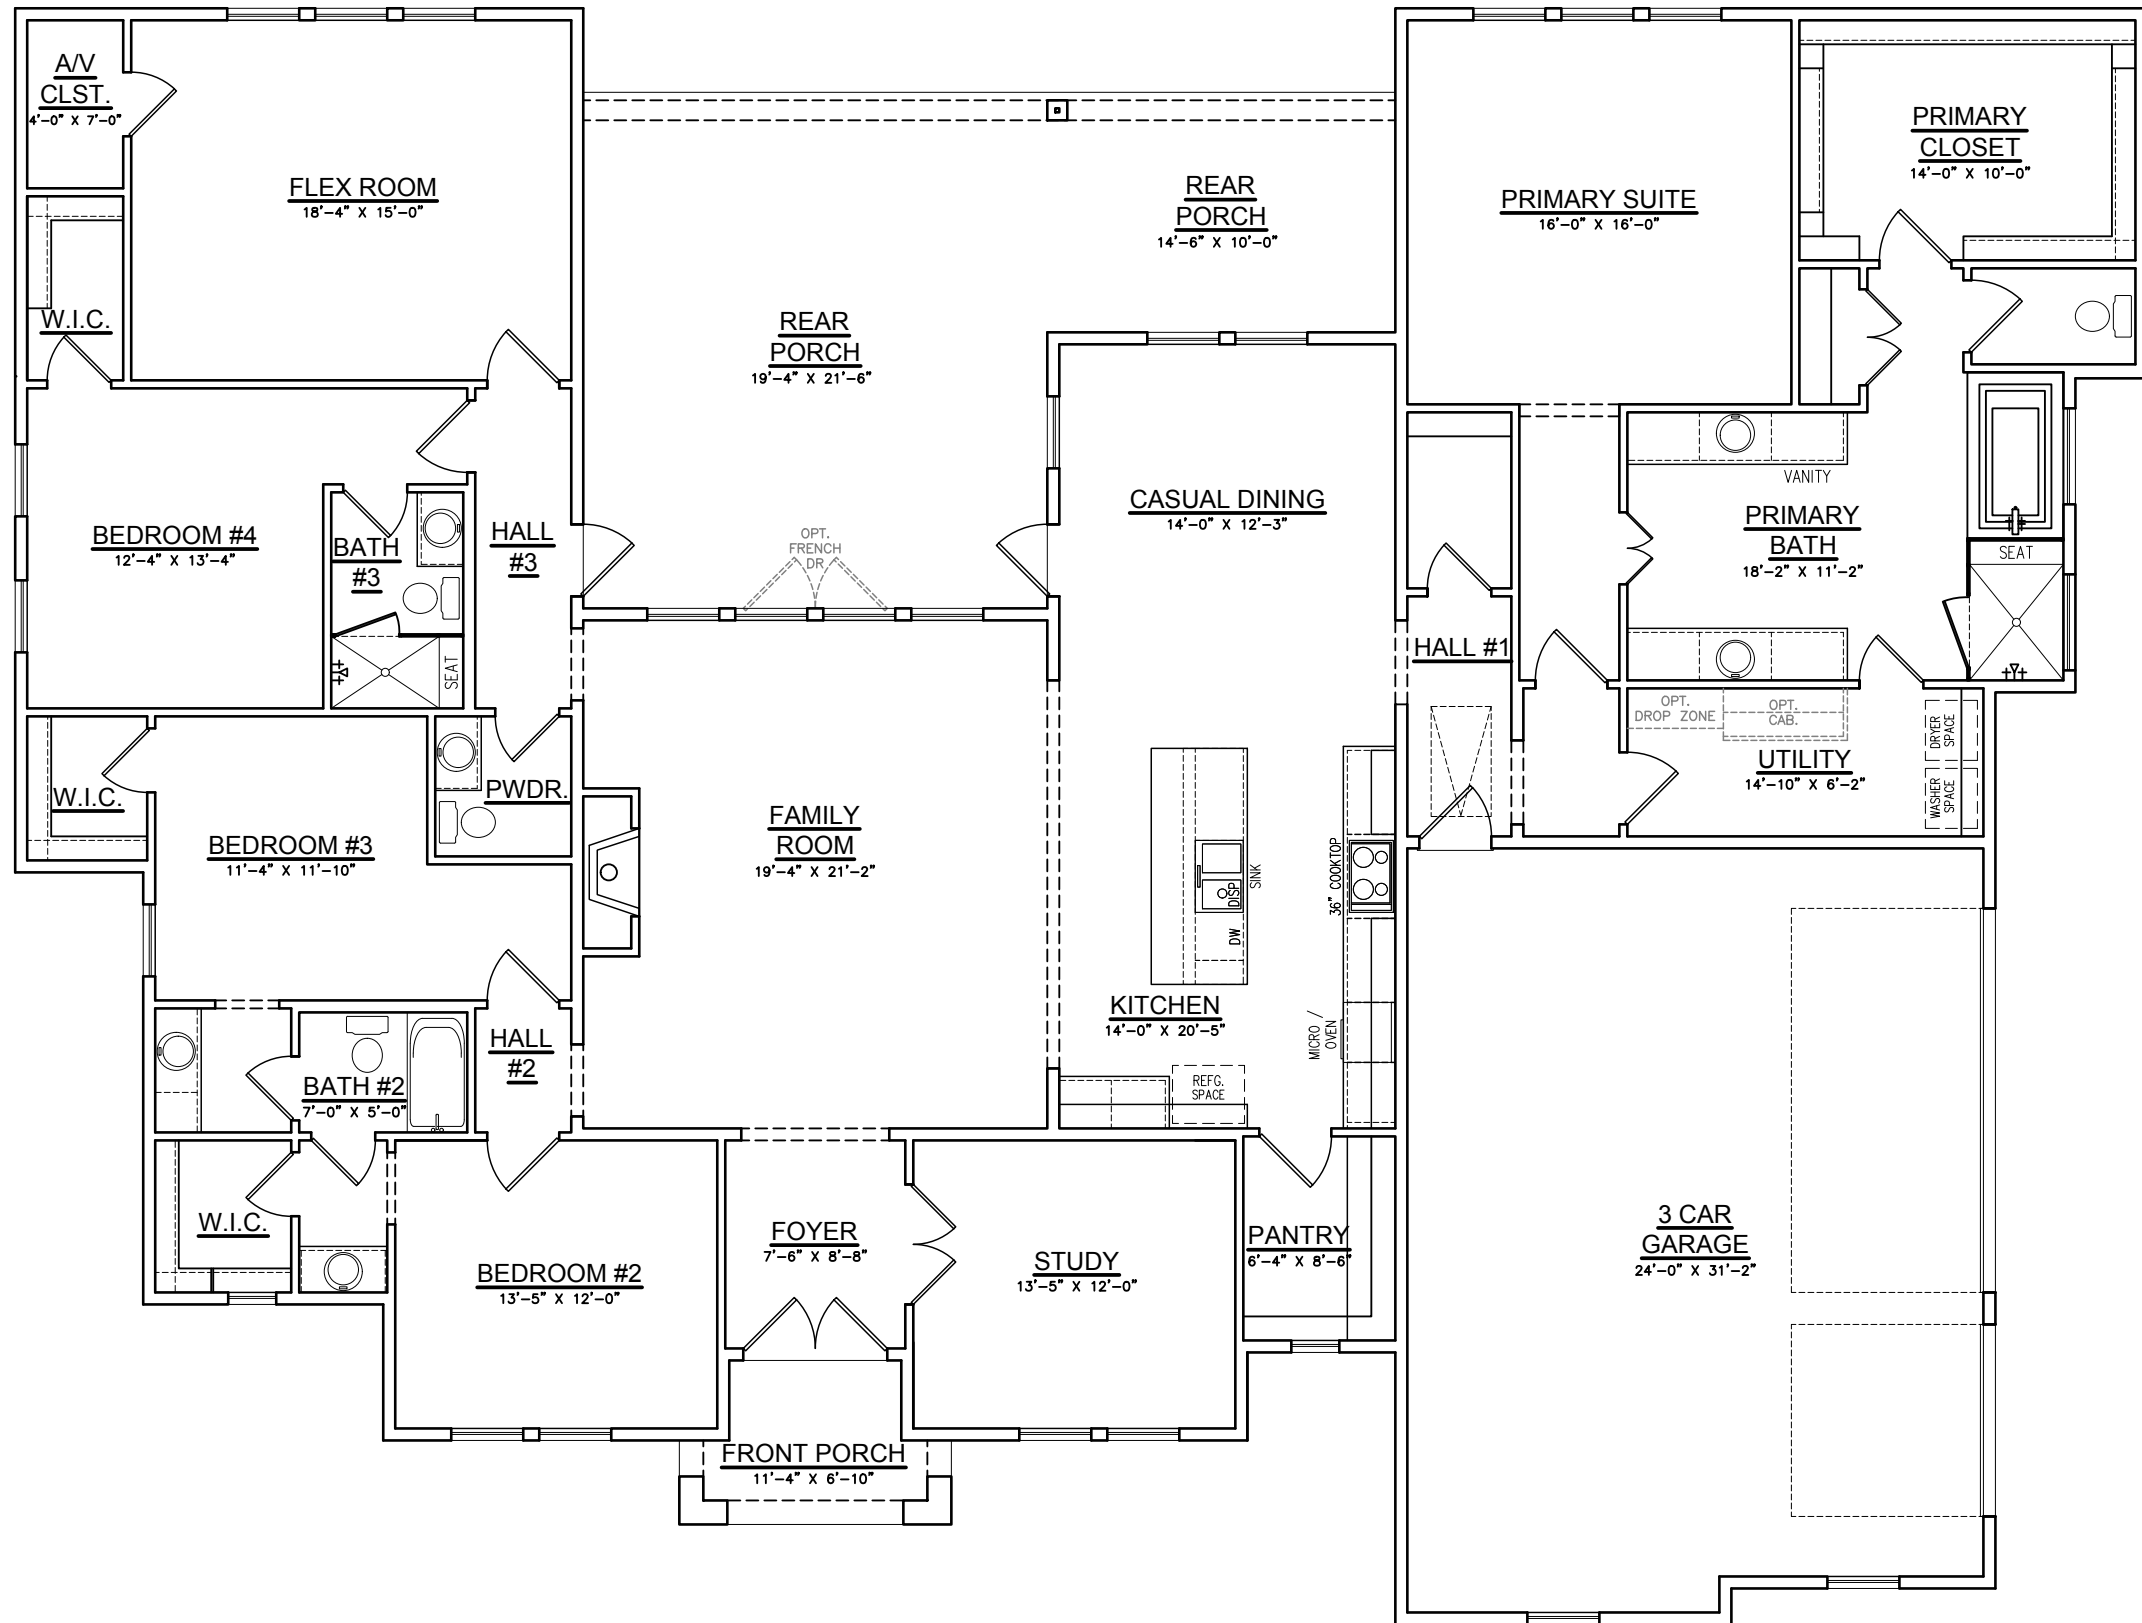 A/V
CLST.
4'-0" X 7'-0"
FLEX ROOM
18'-4" X 15'-0"
W.I.C.
REAR
PORCH
14'-6" X 10'-0"
REAR
PORCH
19'-4" X 21'-6"
PRIMARY SUITE
16'-0" X 16'-0"
PRIMARY
CLOSET
14'-0" X 10'-0"
BEDROOM #4
12'-4" X 13'-4"
BATH
#3
SEAT
HALL
#3
OPT.
FRENCH
DR
CASUAL DINING
14'-0" X 12'-3"
VANITY
PRIMARY
BATH
18'-2" X 11'-2"
SEAT
HALL #1
OPT.
DROP ZONE
OPT.
CAB.
UTILITY
14'-10" X 6'-2"
DRYER
SPACE
WASHER
SPACE
W.I.C.
BEDROOM #3
11'-4" X 11'-10"
PWDR.
FAMILY
ROOM
19'-4" X 21'-2"
SINK
DISP
DW
36" COOKTOP
KITCHEN
14'-0" X 20'-5"
MICRO /
OVEN
REFG.
SPACE
HALL
#2
BATH #2
7'-0" X 5'-0"
W.I.C.
BEDROOM #2
13'-5" X 12'-0"
FOYER
7'-6" X 8'-8"
STUDY
13'-5" X 12'-0"
PANTRY
6'-4" X 8'-6"
3 CAR
GARAGE
24'-0" X 31'-2"
FRONT PORCH
11'-4" X 6'-10"